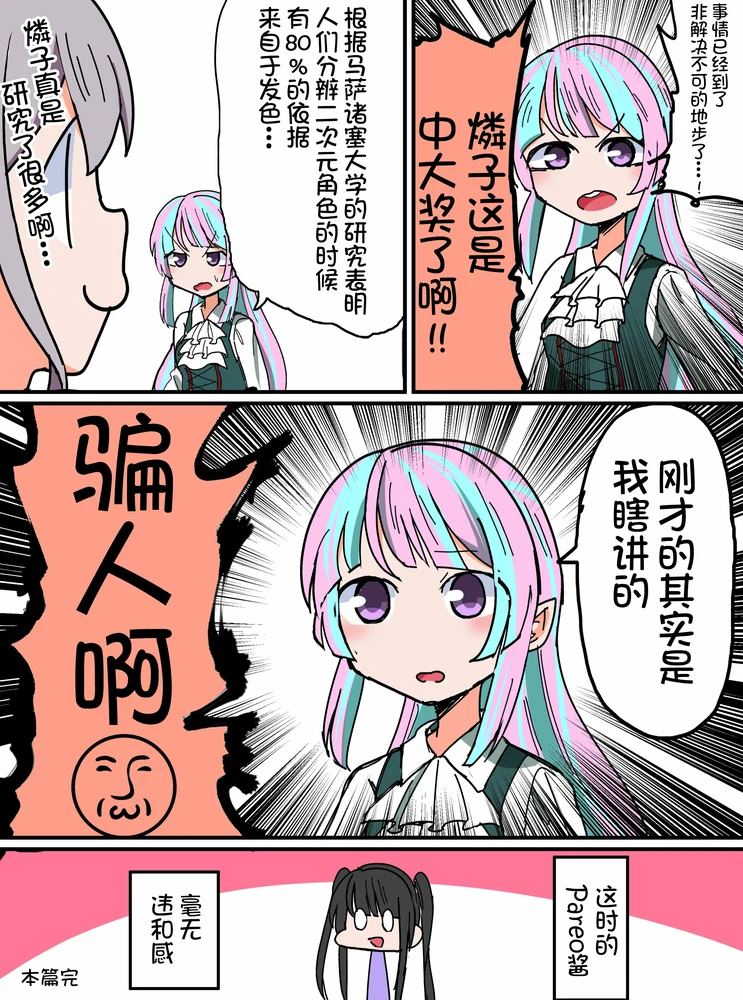 事情已经到了
非解决不可的地步了…!
燐子这是
中大奖了啊!!
根据马萨诸塞大学的研究表明
人们分辨二次元角色的时候
有80%的依据
来自于发色…
燐子真是
研究了很多啊…
刚才的其实是
我瞎讲的
骗人啊
这时的
Pareo酱
毫无
违和感
本篇完